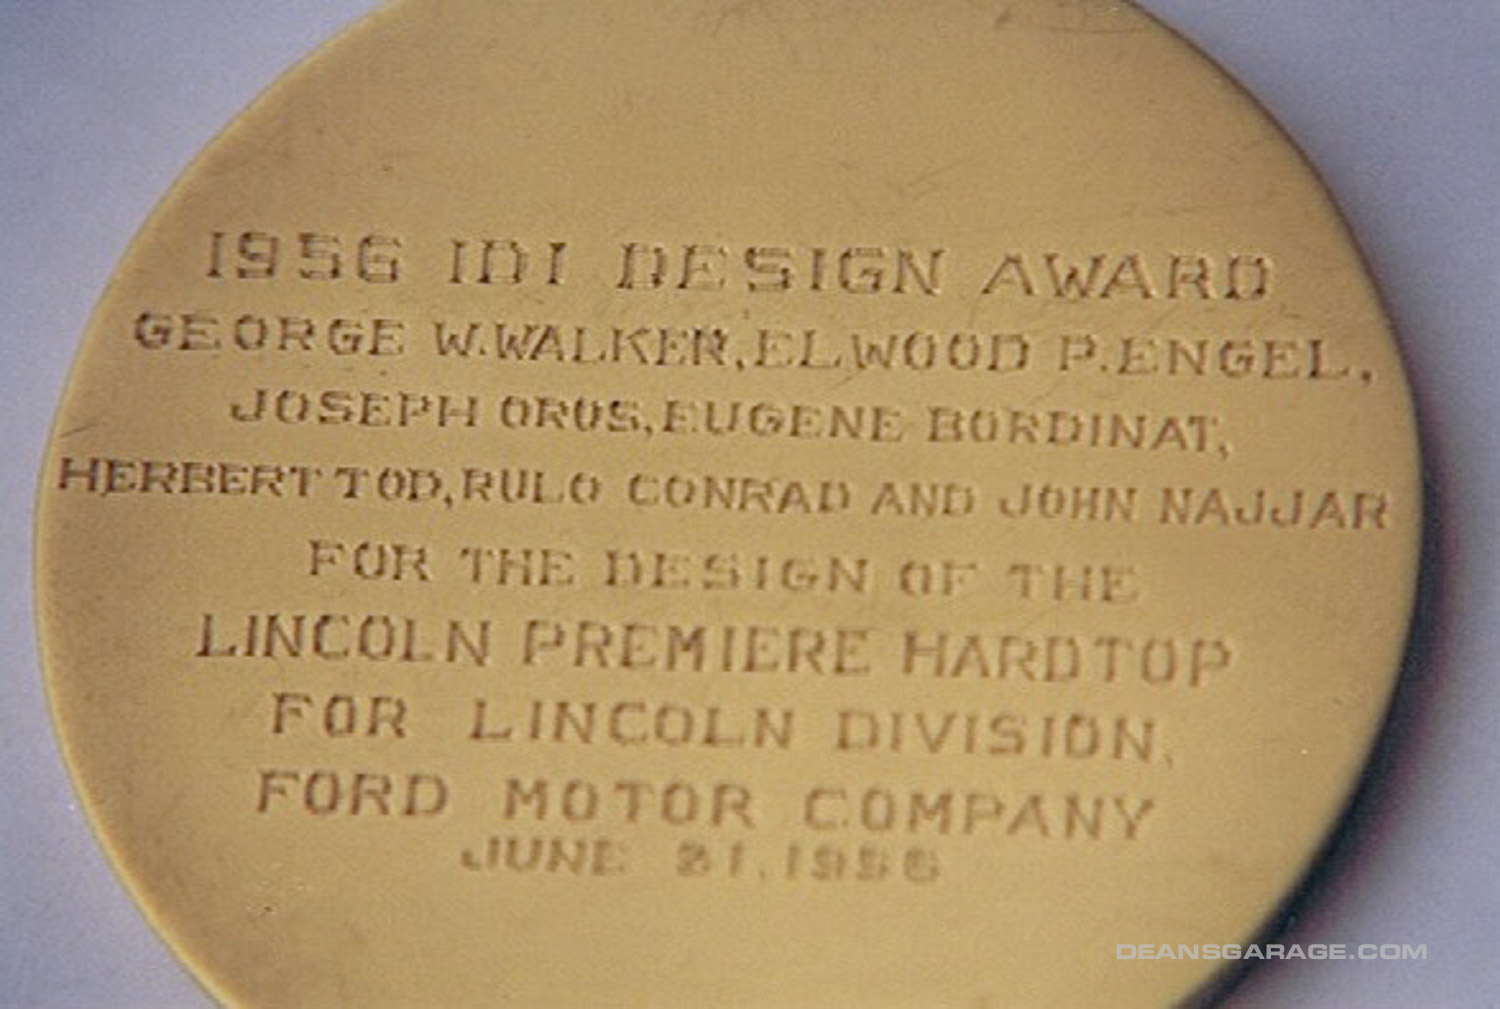 1956 IDI DESIGN AWARD
GEORGE W. WALKER, ELWOOD P. ENGEL,
JOSEPH OROS, EUGENE BORDINAT,
HERBERT TOD, RULO CONRAD AND JOHN NAJJAR
FOR THE DESIGN OF THE
LINCOLN PREMIERE HARDTOP
FOR LINCOLN DIVISION,
FORD MOTOR COMPANY
JUNE 21, 1956
DEANSGARAGE.COM